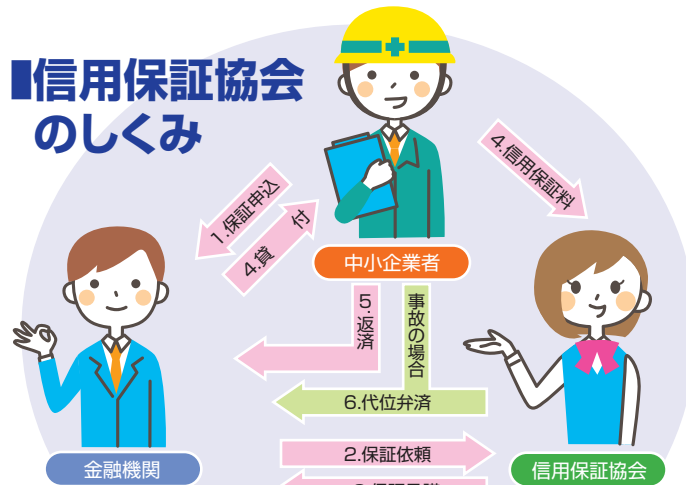 ■信用保証協会
のしくみ
1.保証申込
4.貸付
4.信用保証料
中小企業者
5.返済
事故の場合
6.代位弁済
2.保証依頼
金融機関
信用保証協会